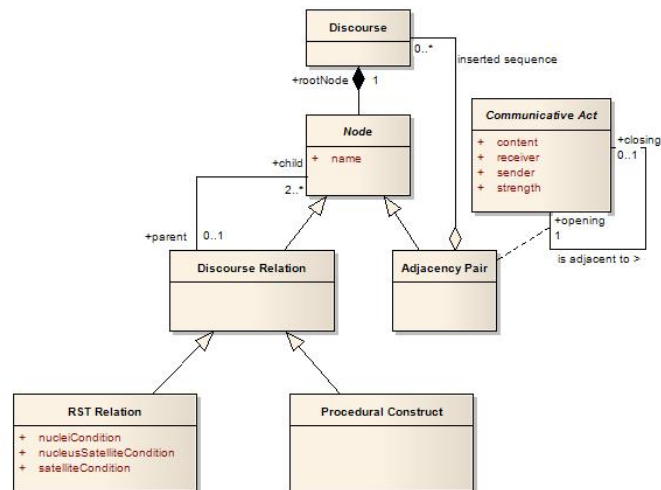 Discourse
0..*
inserted sequence
+rootNode
1
Communicative Act
+ content
+ receiver
+ sender
+ strength
+closing
0..1
Node
+ name
+child
2..*
+opening
1
+parent
0..1
is adjacent to >
Discourse Relation
Adjacency Pair
RST Relation
+ nucleiCondition
+ nucleusSatelliteCondition
+ satelliteCondition
Procedural Construct